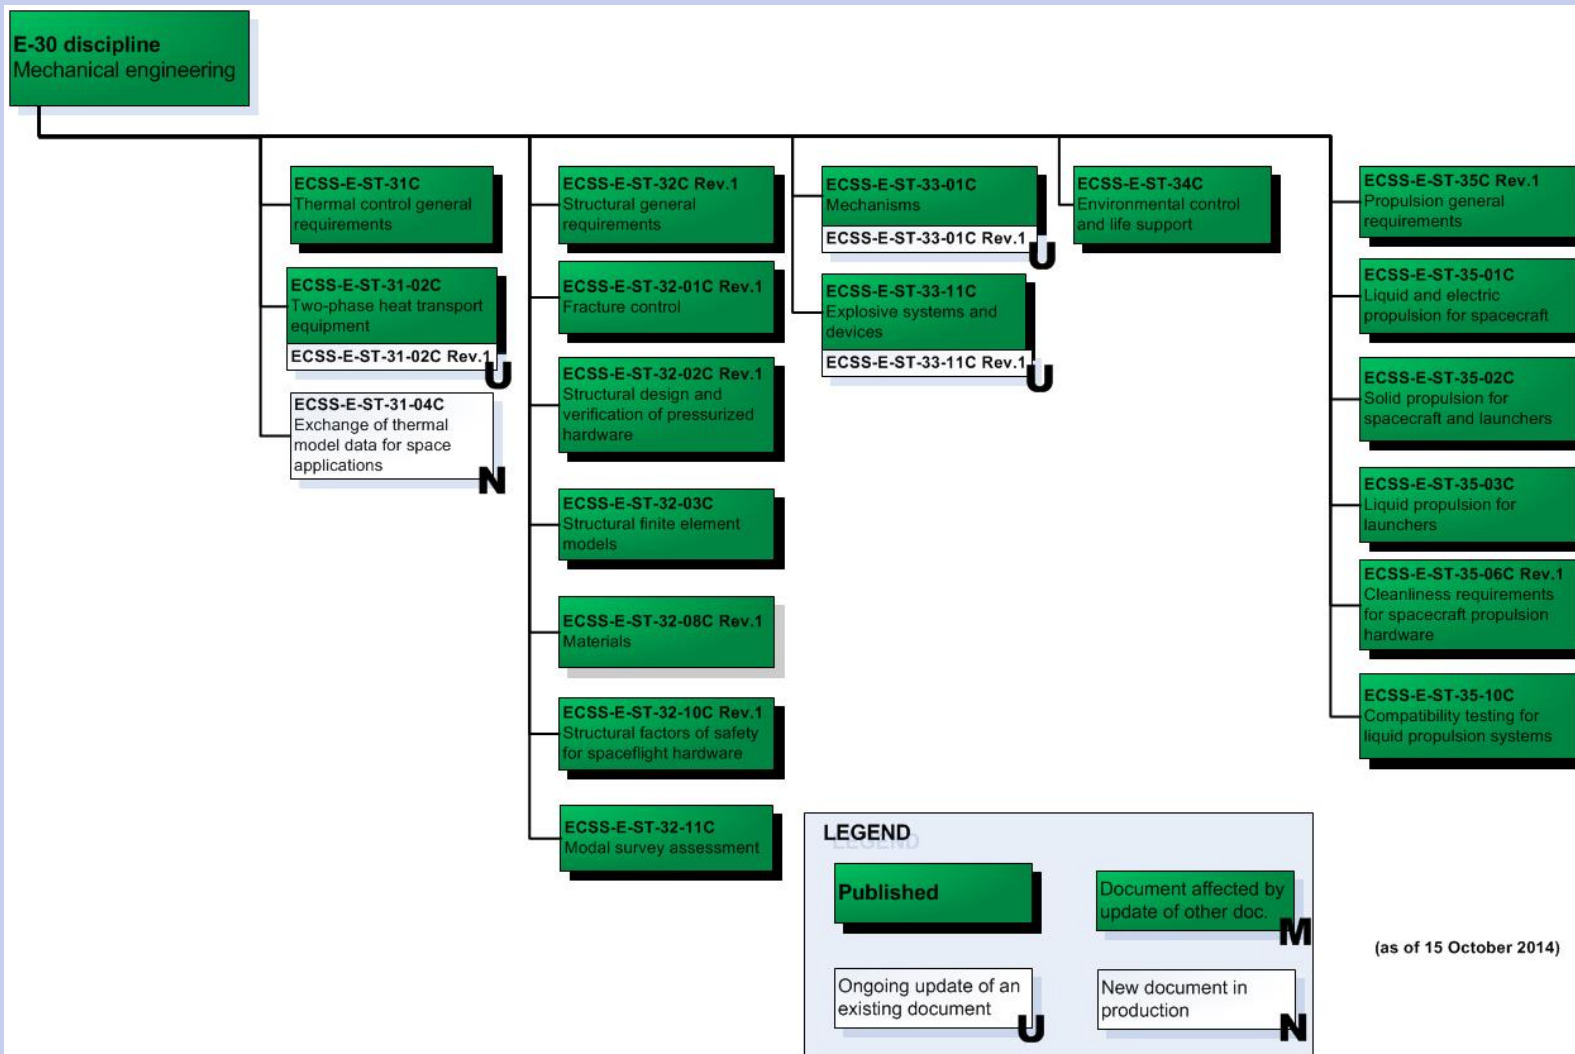 E-30 discipline
Mechanical engineering
ECSS-E-ST-31C
Thermal control general
requirements
ECSS-E-ST-31-02C
Two-phase heat transport
equipment
ECSS-E-ST-31-02C Rev.1
U
ECSS-E-ST-31-04C
Exchange of thermal
model data for space
applications
N
ECSS-E-ST-32C Rev.1
Structural general
requirements
ECSS-E-ST-32-01C Rev.1
Fracture control
ECSS-E-ST-32-02C Rev.1
Structural design and
verification of pressurized
hardware
ECSS-E-ST-32-03C
Structural finite element
models
ECSS-E-ST-32-08C Rev.1
Materials
ECSS-E-ST-32-10C Rev.1
Structural factors of safety
for spaceflight hardware
ECSS-E-ST-32-11C
Modal survey assessment
ECSS-E-ST-33-01C
Mechanisms
ECSS-E-ST-33-01C Rev.1
U
ECSS-E-ST-33-11C
Explosive systems and
devices
ECSS-E-ST-33-11C Rev.1
U
ECSS-E-ST-34C
Environmental control
and life support
ECSS-E-ST-35C Rev.1
Propulsion general
requirements
ECSS-E-ST-35-01C
Liquid and electric
propulsion for spacecraft
ECSS-E-ST-35-02C
Solid propulsion for
spacecraft and launchers
ECSS-E-ST-35-03C
Liquid propulsion for
launchers
ECSS-E-ST-35-06C Rev.1
Cleanliness requirements
for spacecraft propulsion
hardware
ECSS-E-ST-35-10C
Compatibility testing for
liquid propulsion systems
LEGEND
Published
Document affected by
update of other doc.
M
Ongoing update of an
existing document
U
New document in
production
N
(as of 15 October 2014)